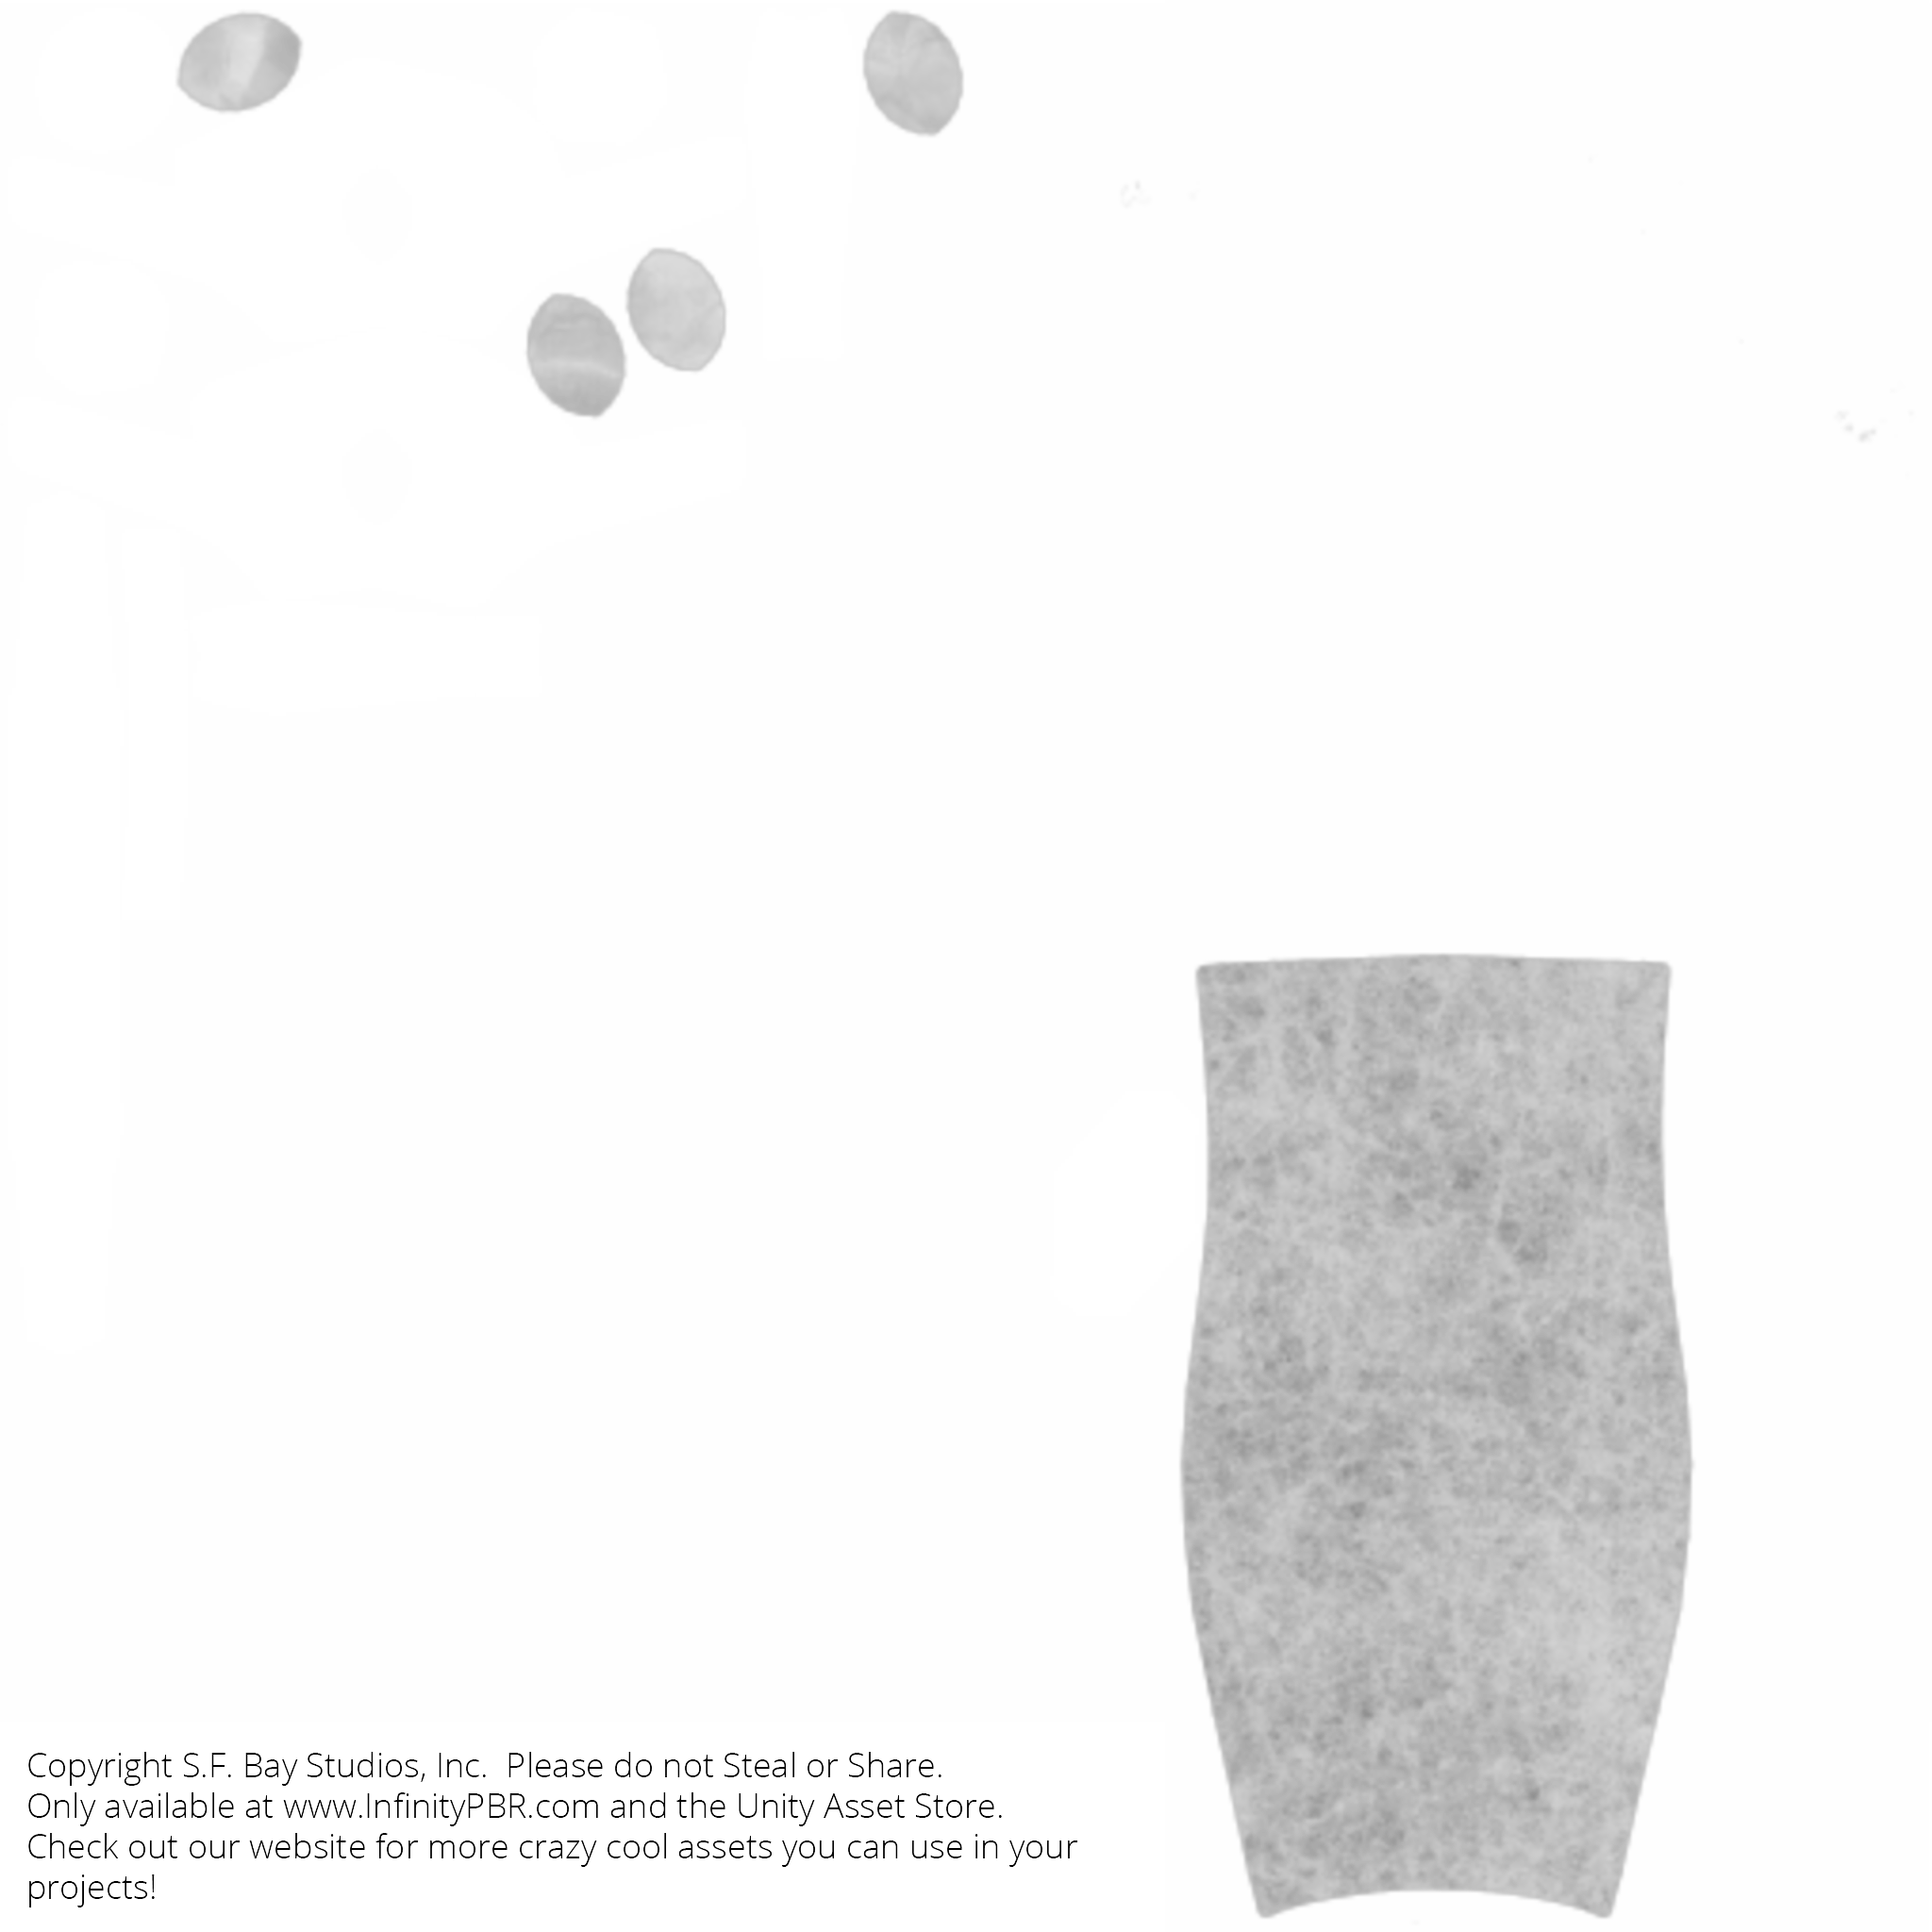 Copyright S.F. Bay Studios, Inc.  Please do not Steal or Share.
Only available at www.InfinityPBR.com and the Unity Asset Store.
Check out our website for more crazy cool assets you can use in your
projects!